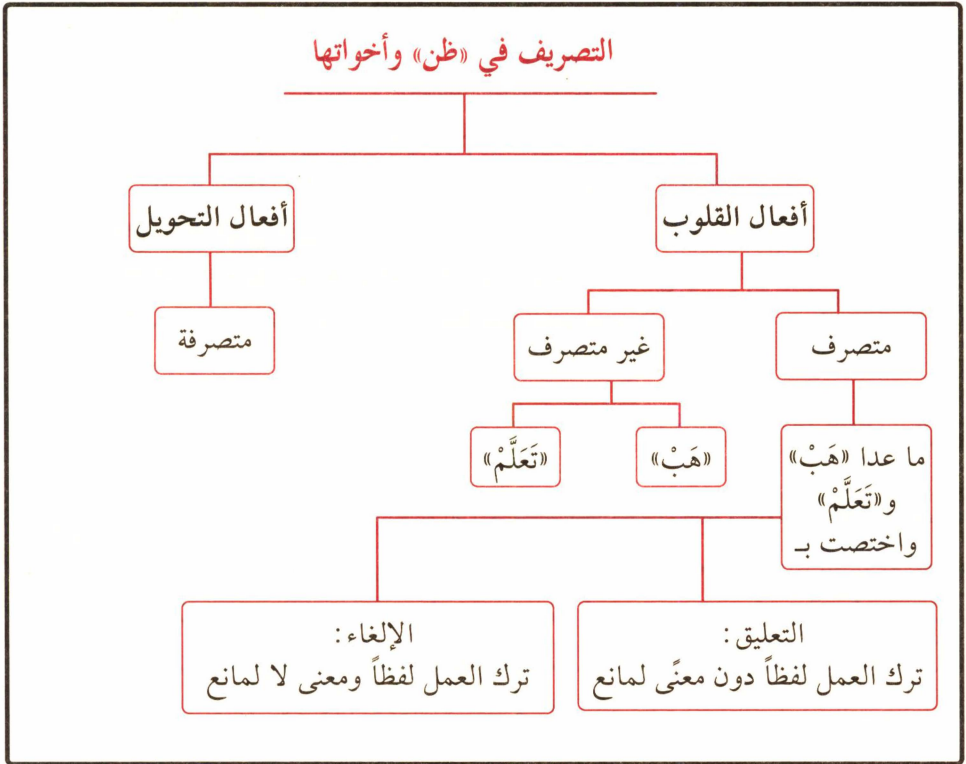 التصريف في «ظن» وأخواتها
أفعال القلوب
أفعال التحويل
متصرف
غير متصرف
متصرفة
ما عدا «هَبْ»
و«تَعَلَّمْ»
واختصت بـ
«هَبْ»
«تَعَلَّمْ»
التعليق:
ترك العمل لفظاً دون معنًى لمانع
الإلغاء:
ترك العمل لفظاً ومعنى لا لمانع